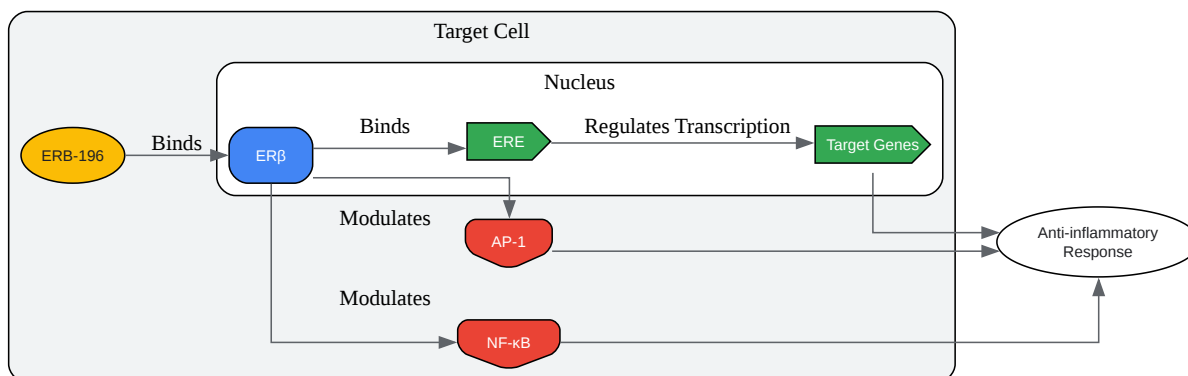 Target Cell
Nucleus
Binds
Regulates Transcription
ERB-196
Binds
ERβ
ERE
Target Genes
Modulates
AP-1
Anti-inflammatory
Response
Modulates
NF-κB